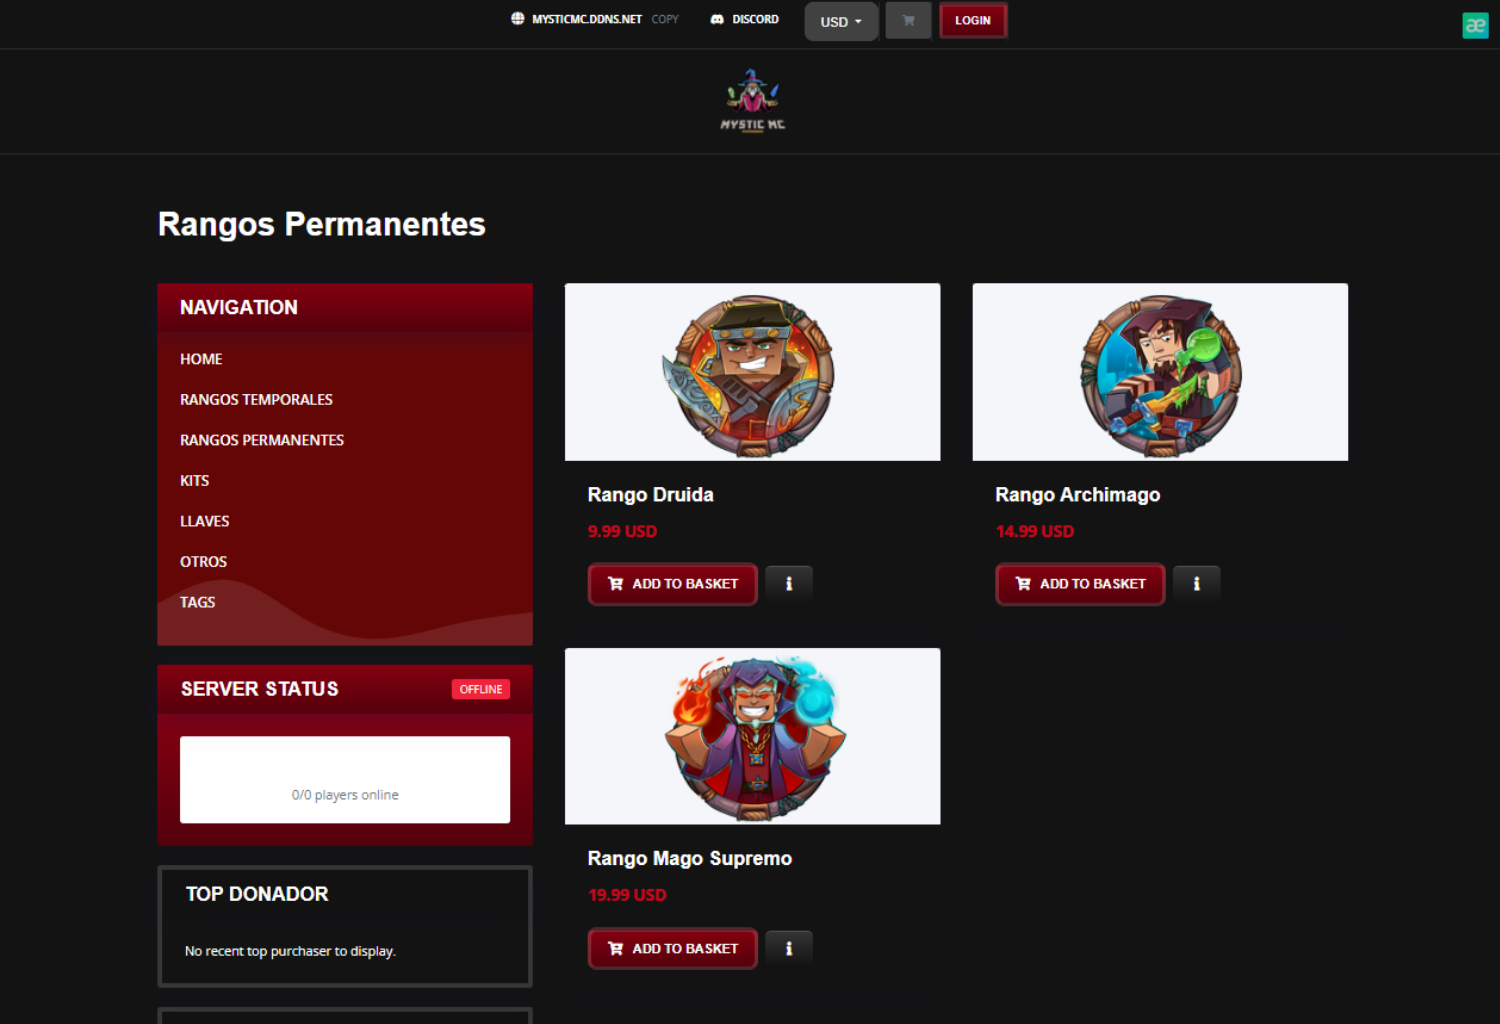 MYSTICMC.DDNS.NET COPY DISCORD USD LOGIN
æ
MYSTIC MC
Rangos Permanentes
NAVIGATION
HOME
RANGOS TEMPORALES
RANGOS PERMANENTES
KITS
LLAVES
OTROS
TAGS
SERVER STATUS OFFLINE
0/0 players online
TOP DONADOR
No recent top purchaser to display.
Rango Druida
9.99 USD
ADD TO BASKET
Rango Archimago
14.99 USD
ADD TO BASKET
Rango Mago Supremo
19.99 USD
ADD TO BASKET